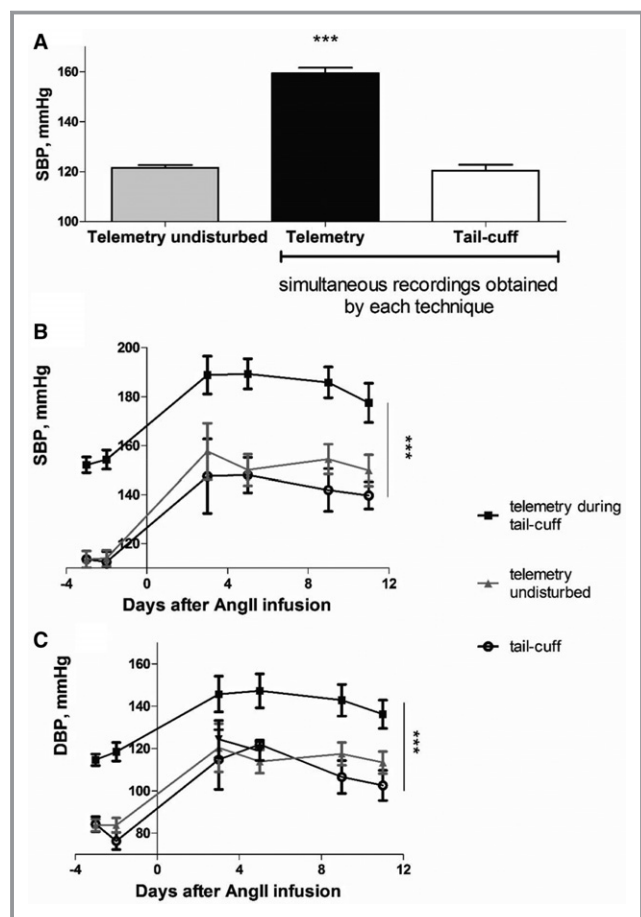 A
***
SBP, mmHg
160
140
120
100
Telemetry undisturbed
Telemetry
Tail-cuff
simultaneous recordings obtained
by each technique
B
SBP, mmHg
200
180
160
140
120
-4
0
4
8
12
***
Days after AngII infusion
telemetry during
tail-cuff
telemetry
undisturbed
tail-cuff
C
DBP, mmHg
160
140
120
100
80
-4
0
4
8
12
***
Days after AngII infusion